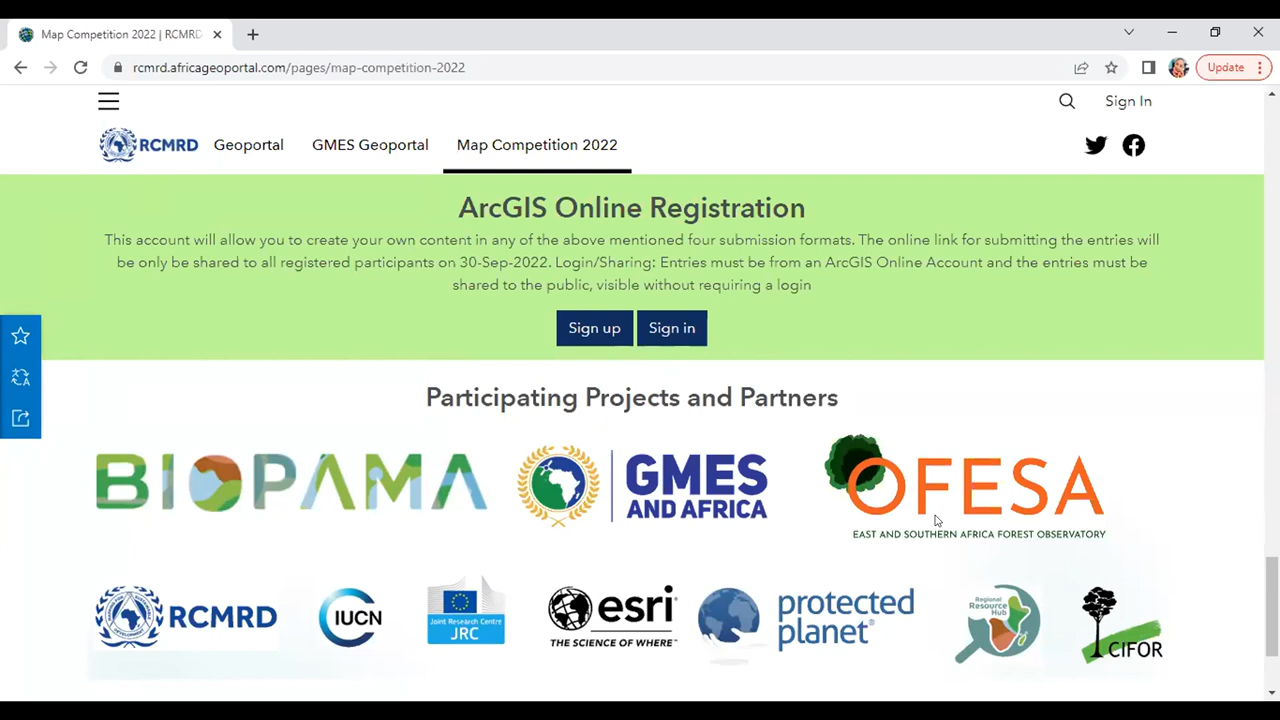 Map Competition 2022 | RCMRD
rcmrd.africageoportal.com/pages/map-competition-2022
Update
Sign In
RCMRD
Geoportal
GMES Geoportal
Map Competition 2022
ArcGIS Online Registration
This account will allow you to create your own content in any of the above mentioned four submission formats. The online link for submitting the entries will
be only be shared to all registered participants on 30-Sep-2022. Login/Sharing: Entries must be from an ArcGIS Online Account and the entries must be
shared to the public, visible without requiring a login
Sign up
Sign in
Participating Projects and Partners
BIOPAMA
GMES
AND AFRICA
OFESA
EAST AND SOUTHERN AFRICA FOREST OBSERVATORY
RCMRD
IUCN
Joint Research Centre
JRC
esri
THE SCIENCE OF WHERE
protected
planet
Regional
Resource
Hub
CIFOR